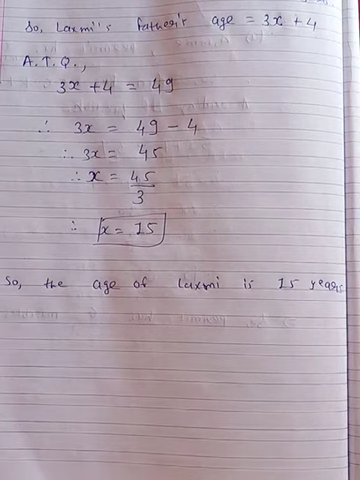 So, Laxmi's father's age = 3x + 4
A.T.Q.,
3x + 4 = 49
∴ 3x = 49 - 4
∴ 3x = 45
∴ x = 45/3
∴ x = 15
So, the age of Laxmi is 15 years